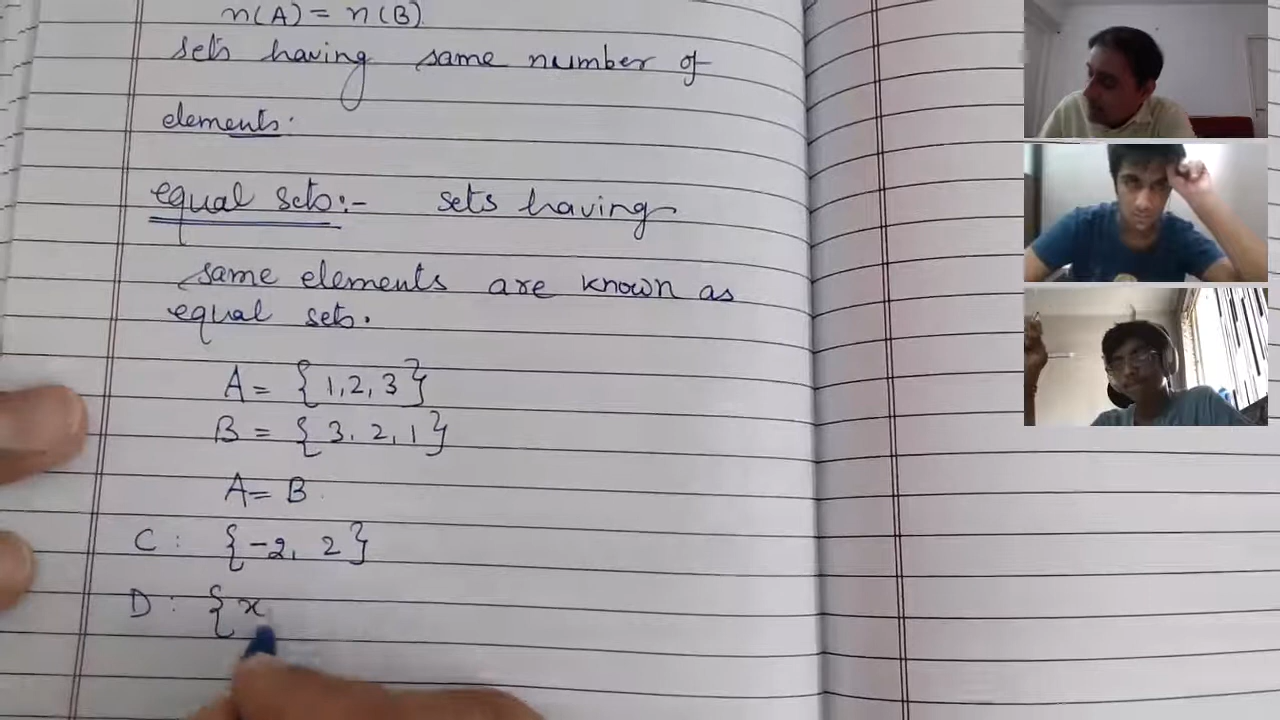 n(A) = n(B).
sets having same number of
elements.
equal sets:- sets having
same elements are known as
equal sets.
A = {1, 2, 3}
B = {3, 2, 1}
A = B.
C : {-2, 2}
D : {x